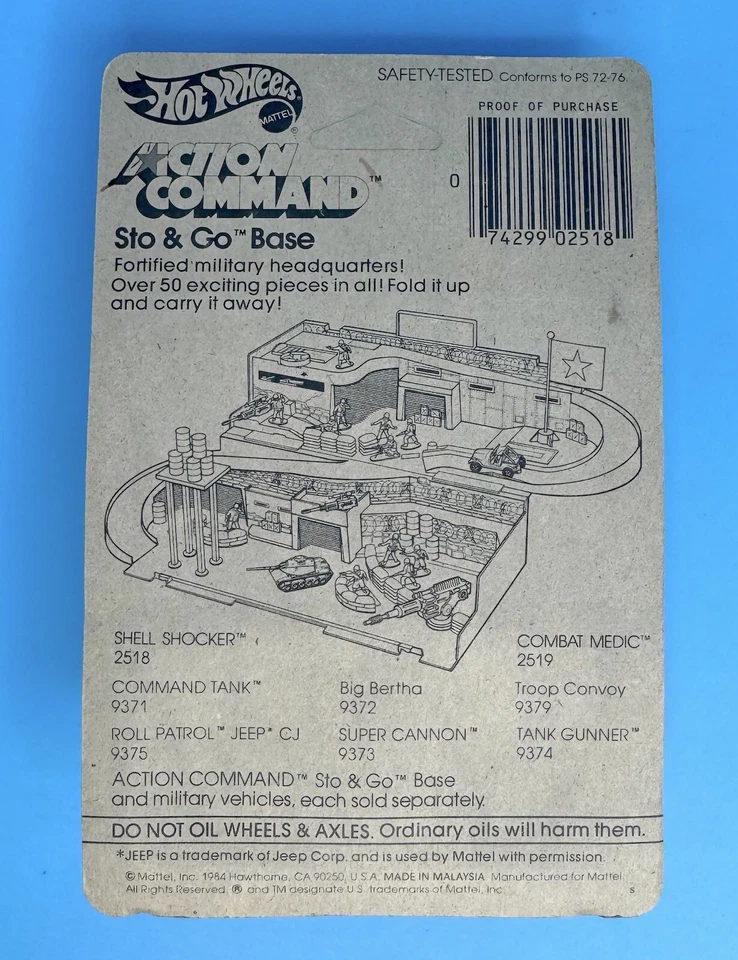 HOT WHEELS®
MATTEL
SAFETY-TESTED. Conforms to PS 72-76.
PROOF OF PURCHASE
0 74299 02518
ACTION
COMMAND™
Sto & Go™ Base
Fortified military headquarters!
Over 50 exciting pieces in all! Fold it up
and carry it away!
SHELL SHOCKER™
2518
COMBAT MEDIC™
2519
COMMAND TANK™
9371
Big Bertha
9372
Troop Convoy
9379
ROLL PATROL™ JEEP* CJ
9375
SUPER CANNON™
9373
TANK GUNNER™
9374
ACTION COMMAND™ Sto & Go™ Base
and military vehicles, each sold separately.
DO NOT OIL WHEELS & AXLES. Ordinary oils will harm them.
*JEEP is a trademark of Jeep Corp. and is used by Mattel with permission.
© Mattel, Inc. 1984 Hawthorne, CA 90250, U.S.A. MADE IN MALAYSIA. Manufactured for Mattel.
All Rights Reserved. ® and TM designate U.S. trademarks of Mattel, Inc.
s